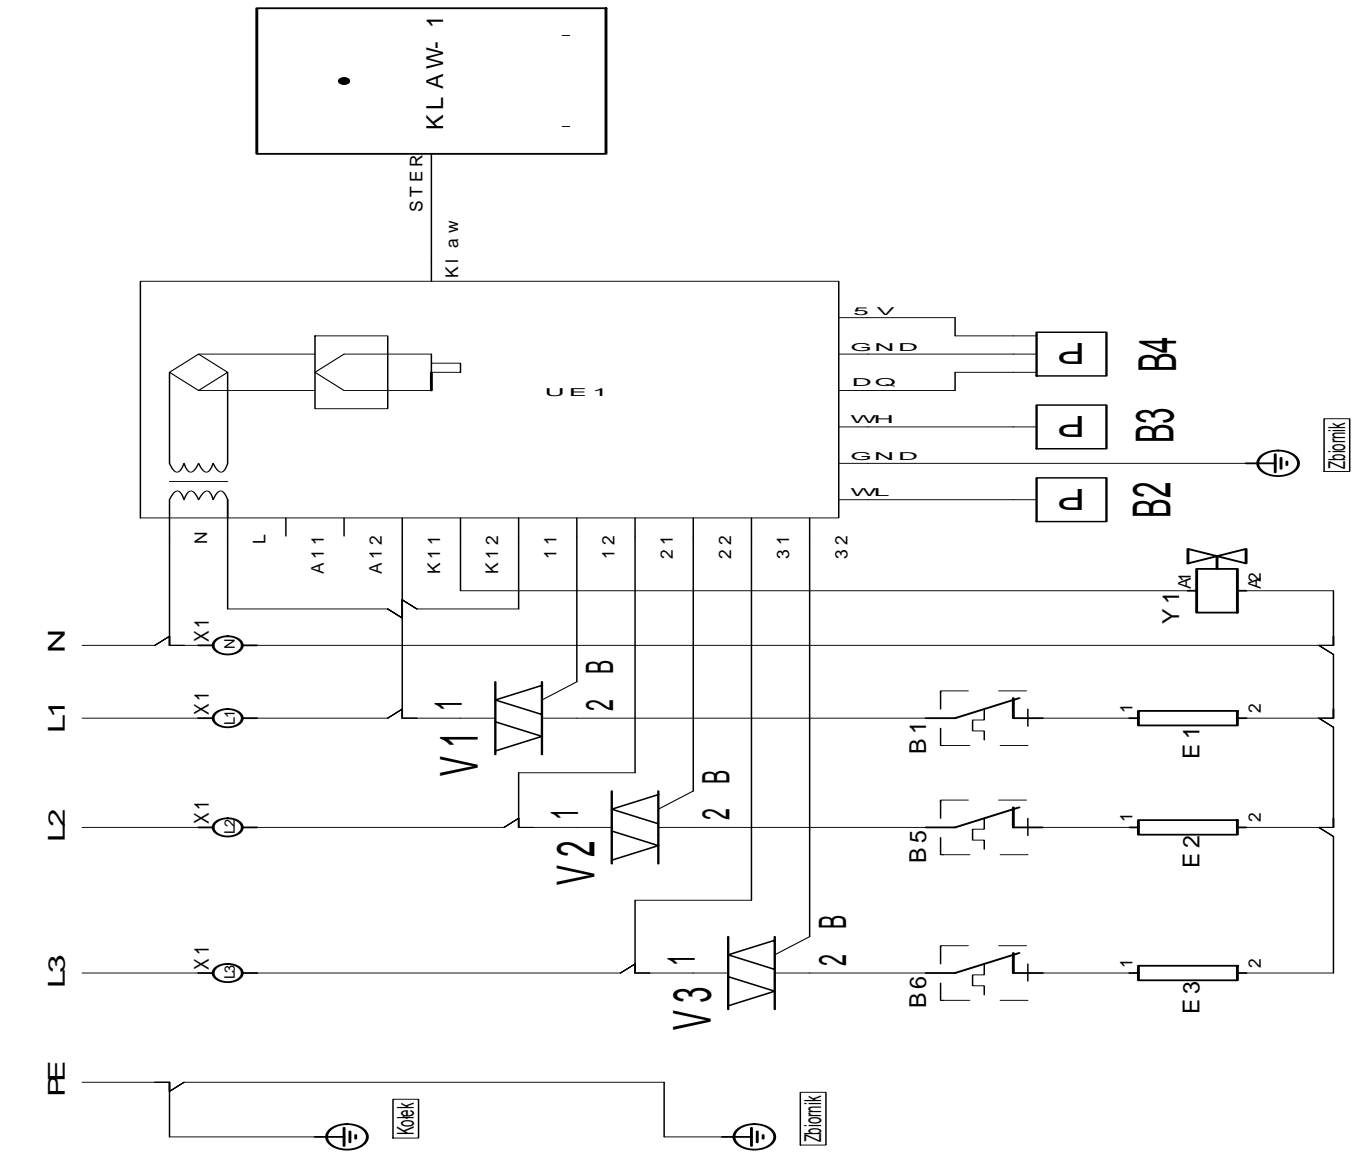 KLAW-1
STER
Klaw
UE1
5V
GND
DQ
WH
GND
WL
P
B4
P
B3
P
B2
Zbiornik
N
L
A11
A12
K11
K12
11
12
21
22
31
32
Y1
A1
A2
N
X1
N
L1
X1
L1
V1
1
2
B
B1
1
E1
2
L2
X1
L2
V2
1
2
B
B5
1
E2
2
L3
X1
L3
V3
1
2
B
B6
1
E3
2
PE
Kołek
Zbiornik